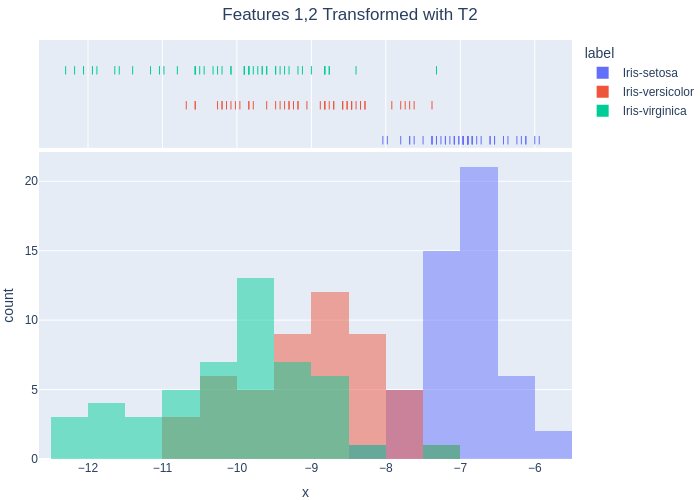 Features 1,2 Transformed with T2
label
Iris-setosa
Iris-versicolor
Iris-virginica
20
15
10
5
0
count
−12
−11
−10
−9
−8
−7
−6
x